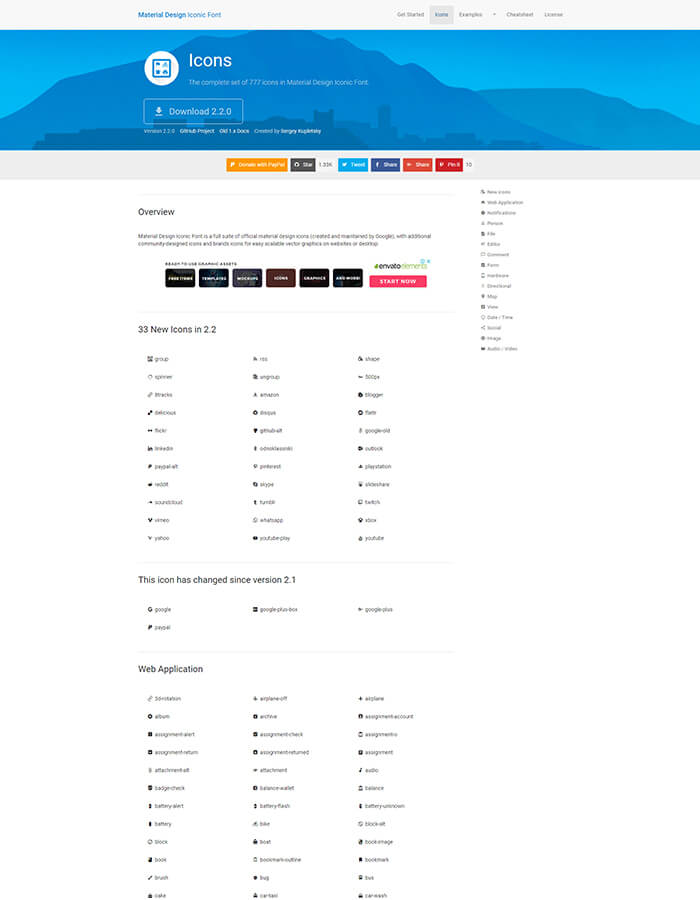 Material Design Iconic Font
Get Started Icons Examples Cheatsheet License
Icons
The complete set of 777 icons in Material Design Iconic Font.
Download 2.2.0
Version 2.2.0 GitHub Project Old 1.x Docs Created by Sergey Kupletsky
Donate with PayPal Star 1.33K Tweet Share Share Pin It 10
New icons
Web Application
Notifications
Person
File
Editor
Comment
Form
Hardware
Directional
Map
View
Date / Time
Social
Image
Audio / Video
Overview
Material Design Iconic Font is a full suite of official material design icons (created and maintained by Google), with additional
community-designed icons and brands icons for easy scalable vector graphics on websites or desktop.
READY TO USE GRAPHIC ASSETS
FREE ITEMS TEMPLATES MOCKUPS ICONS GRAPHICS AND MORE!
envatoelements
START NOW
33 New Icons in 2.2
group rss shape
spinner ungroup 500px
8tracks amazon blogger
delicious disqus flattr
flickr github-alt google-old
linkedin odnoklassniki outlook
paypal-alt pinterest playstation
reddit skype slideshare
soundcloud tumblr twitch
vimeo whatsapp xbox
yahoo youtube-play youtube
This icon has changed since version 2.1
google google-plus-box google-plus
paypal
Web Application
3d-rotation airplane-off airplane
album archive assignment-account
assignment-alert assignment-check assignment-o
assignment-return assignment-returned assignment
attachment-alt attachment audio
badge-check balance-wallet balance
battery-alert battery-flash battery-unknown
battery bike block-alt
block boat book-image
book bookmark-outline bookmark
brush bug bus
cake car-taxi car-wash